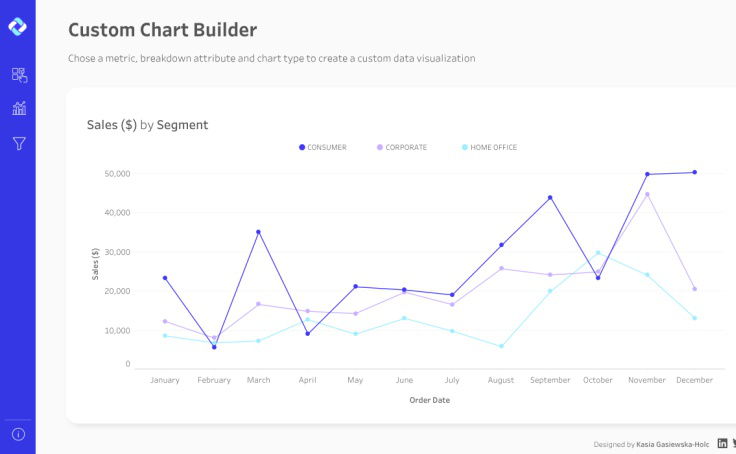 Custom Chart Builder
Chose a metric, breakdown attribute and chart type to create a custom data visualization
Sales ($) by Segment
CONSUMER CORPORATE HOME OFFICE
50,000
40,000
30,000
20,000
10,000
0
Sales ($)
January February March April May June July August September October November December
Order Date
Designed by Kasia Gasiewska-Holc